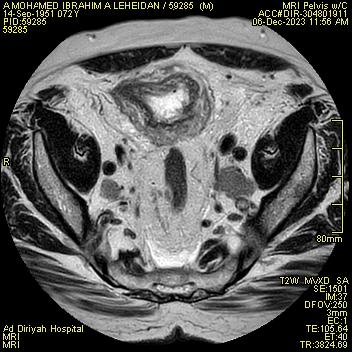 A MOHAMED IBRAHIM A LEHEIDAN / 59285 (M)
14-Sep-1951 072Y
PID:59285
59285
MRI Pelvis w/C
ACC#DIR-304801911
06-Dec-2023 11:56 AM
R
80mm
T2W_MVXD_SA
SE:1501
IM:37
DFOV:250
3mm
EC:1
TE:105.64
ET:40
TR:3824.69
Ad Diriyah Hospital
MRI
MRI